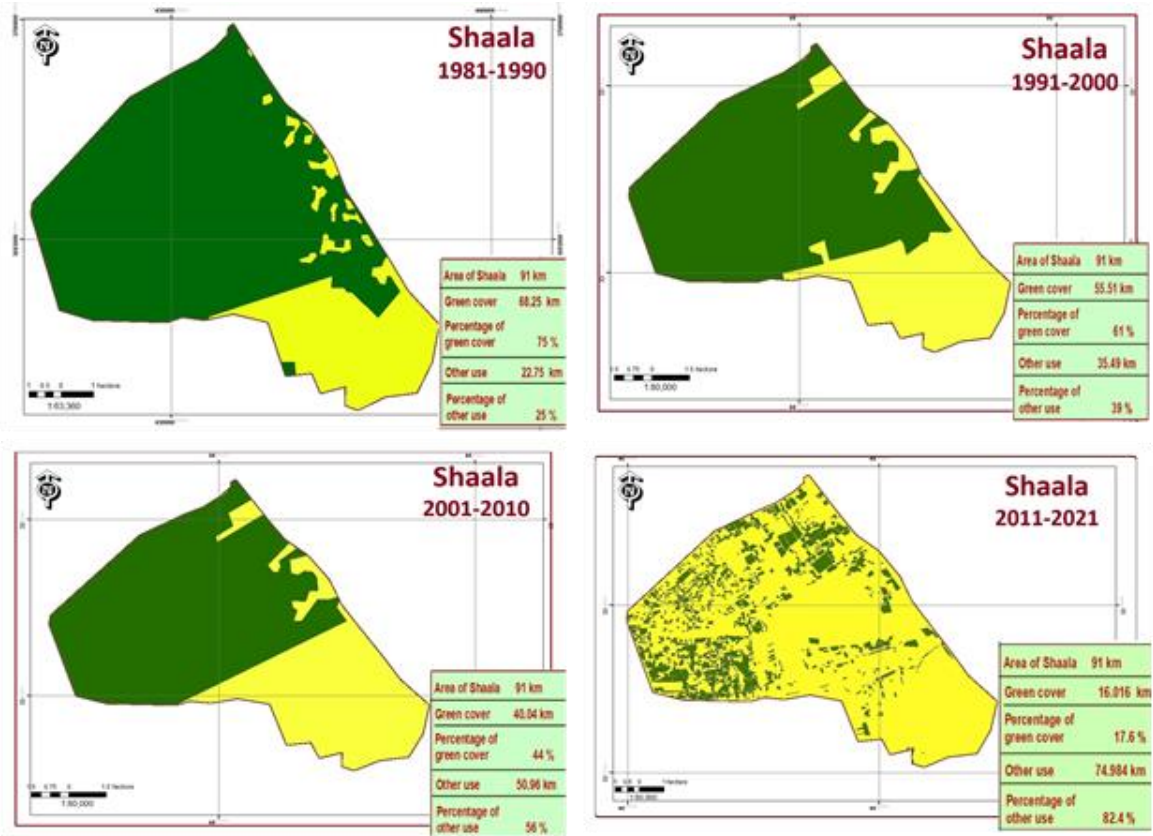 Shaala
1981-1990
Area of Shaala 91 km
Green cover 68.25 km
Percentage of
green cover 75 %
Other use 22.75 km
Percentage of
other use 25 %
1:63,360
Shaala
1991-2000
Area of Shaala 91 km
Green cover 55.51 km
Percentage of
green cover 61 %
Other use 35.49 km
Percentage of
other use 39 %
1:50,000
Shaala
2001-2010
Area of Shaala 91 km
Green cover 40.04 km
Percentage of
green cover 44 %
Other use 50,96 km
Percentage of
other use 56 %
Shaala
2011-2021
Area of Shaala 91 km
Green cover 16.016 km
Percentage of
green cover 17.6 %
Other use 74.984 km
Percentage of
other use 82.4 %